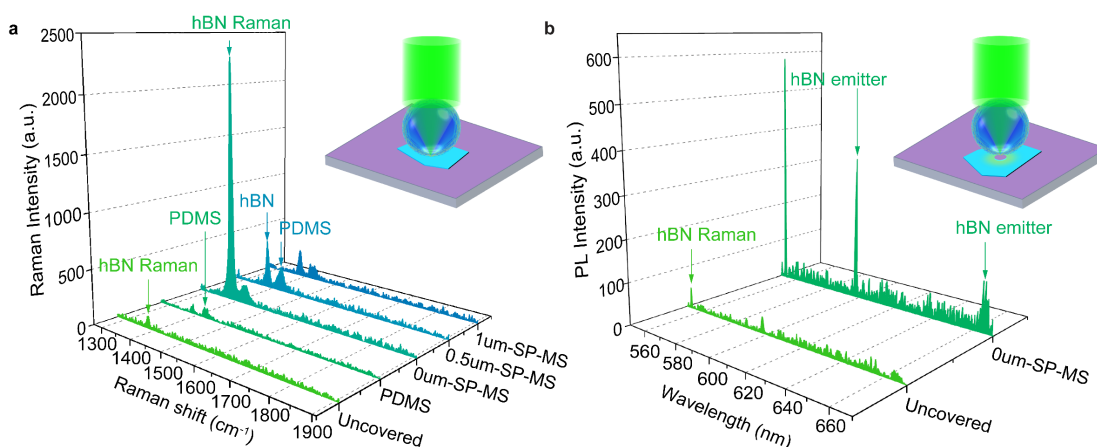 a
hBN Raman
2500
2000
1500
1000
500
0
Raman Intensity (a.u.)
hBN
PDMS
PDMS
hBN Raman
1300
1400
1500
1600
1700
1800
1900
Raman shift (cm⁻¹)
Uncovered
PDMS
0um-SP-MS
0.5um-SP-MS
1um-SP-MS
b
600
500
400
300
200
100
0
PL Intensity (a.u.)
hBN emitter
hBN Raman
hBN emitter
560
580
600
620
640
660
Wavelength (nm)
Uncovered
0um-SP-MS